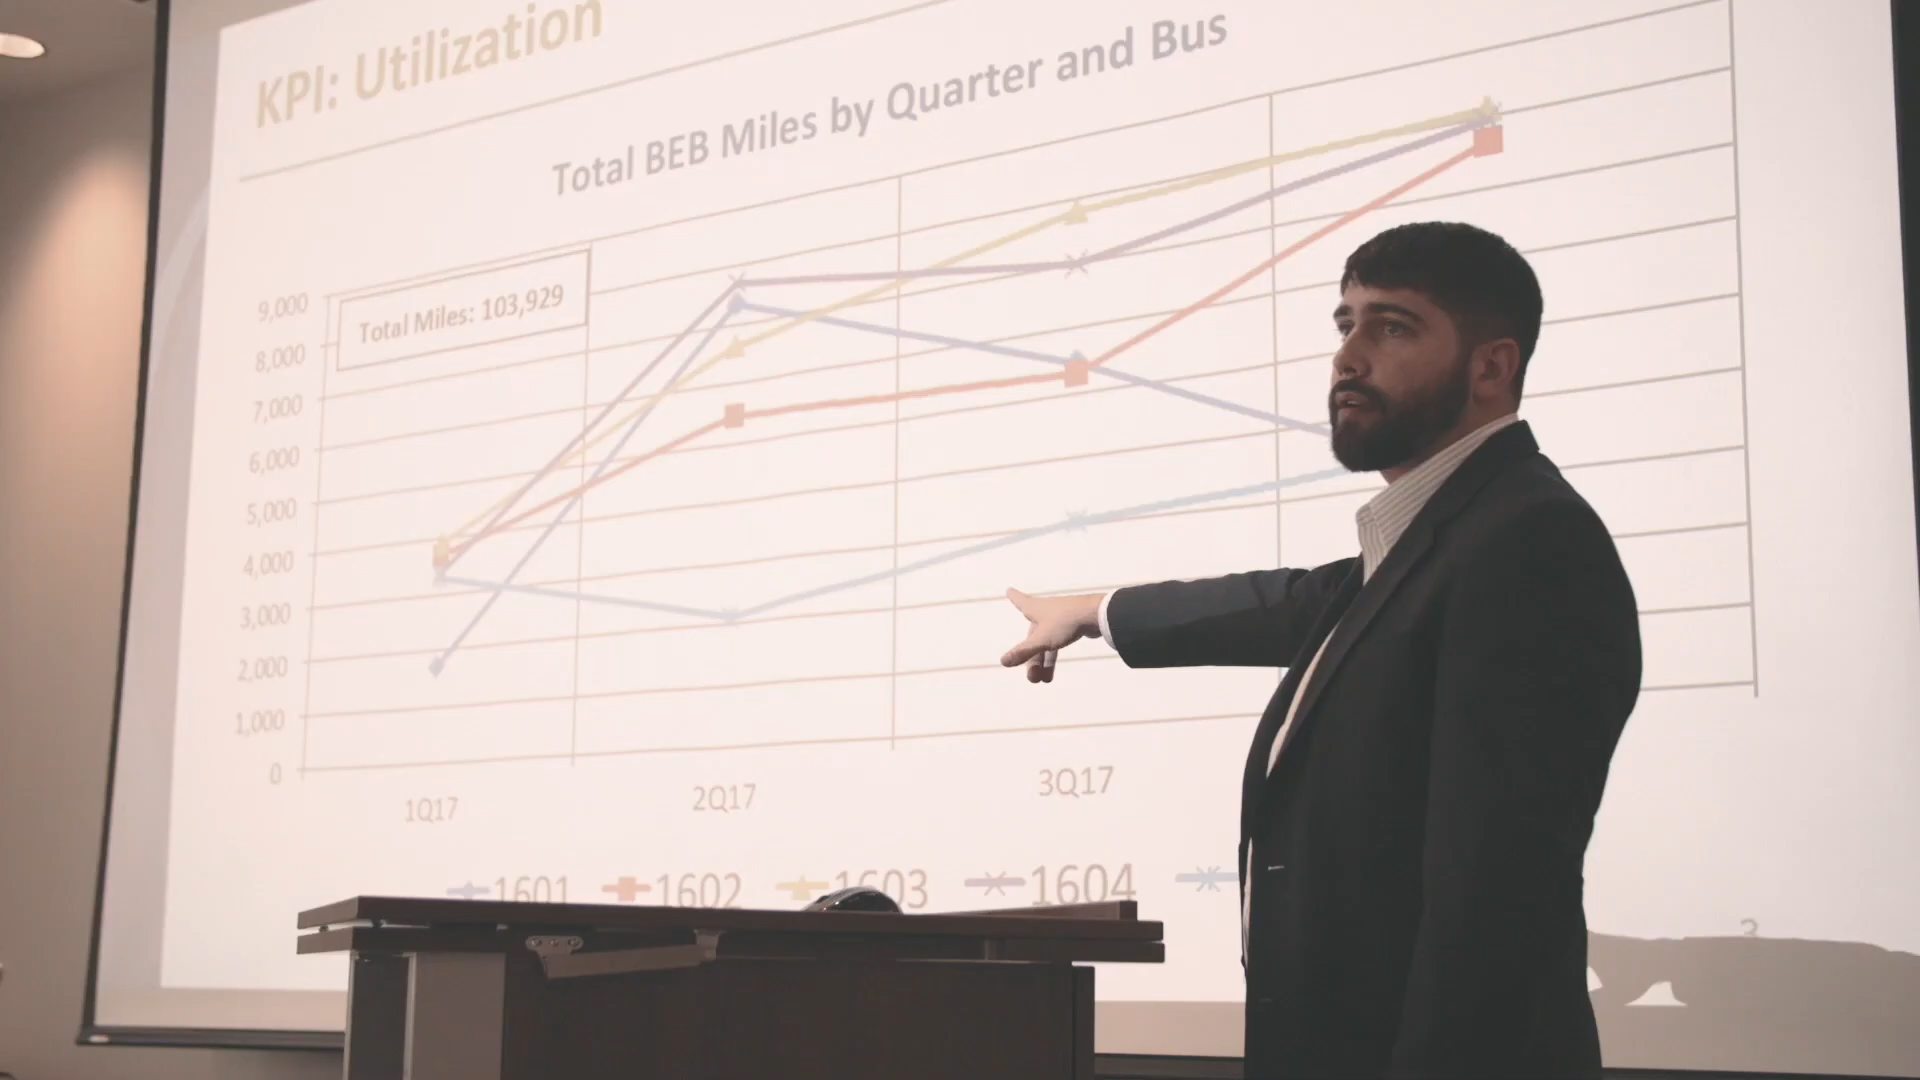 KPI: Utilization
Total BEB Miles by Quarter and Bus
Total Miles: 103,929
9,000
8,000
7,000
6,000
5,000
4,000
3,000
2,000
1,000
0
1Q17 2Q17 3Q17
1601 1602 1603 1604
3